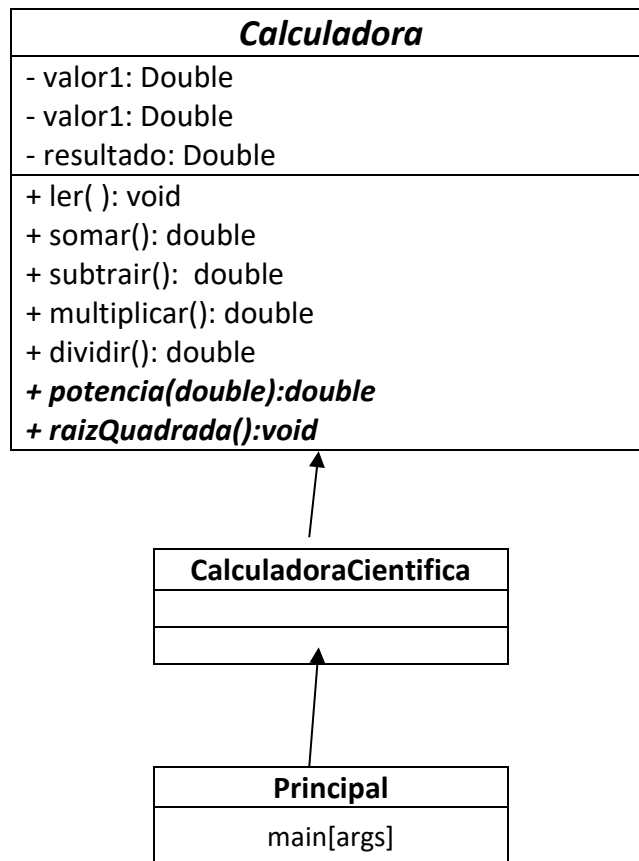 Calculadora
- valor1: Double
- valor1: Double
- resultado: Double
+ ler( ): void
+ somar(): double
+ subtrair(): double
+ multiplicar(): double
+ dividir(): double
+ potencia(double):double
+ raizQuadrada():void
CalculadoraCientifica
Principal
main[args]